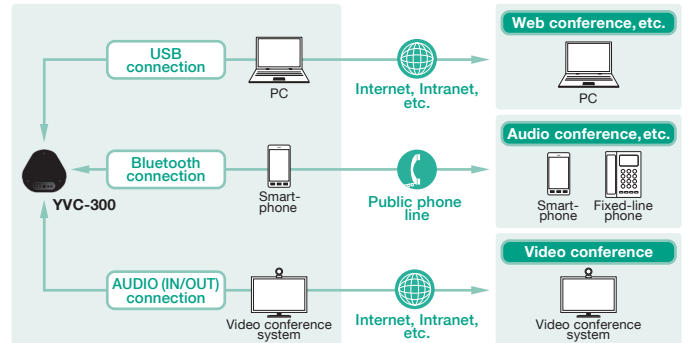 USB
connection
PC
Internet, Intranet,
etc.
Web conference, etc.
PC
YVC-300
Bluetooth
connection
Smart-
phone
Public phone
line
Audio conference, etc.
Smart-
phone
Fixed-line
phone
AUDIO (IN/OUT)
connection
Video conference
system
Internet, Intranet,
etc.
Video conference
Video conference
system